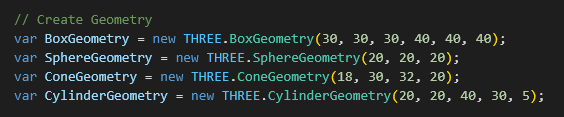 // Create Geometry
var BoxGeometry = new THREE.BoxGeometry(30, 30, 30, 40, 40, 40);
var SphereGeometry = new THREE.SphereGeometry(20, 20, 20);
var ConeGeometry = new THREE.ConeGeometry(18, 30, 32, 20);
var CylinderGeometry = new THREE.CylinderGeometry(20, 20, 40, 30, 5);